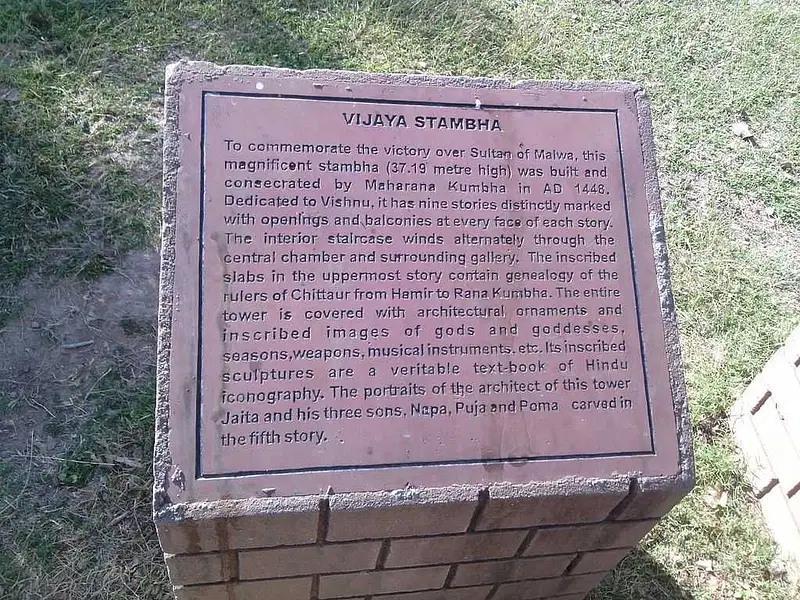 VIJAYA STAMBHA
To commemorate the victory over Sultan of Malwa, this
magnificent stambha (37.19 metre high) was built and
consecrated by Maharana Kumbha in AD 1448.
Dedicated to Vishnu, it has nine stories distinctly marked
with openings and balconies at every face of each story.
The interior staircase winds alternately through the
central chamber and surrounding gallery. The inscribed
slabs in the uppermost story contain genealogy of the
rulers of Chittaur from Hamir to Rana Kumbha. The entire
tower is covered with architectural ornaments and
inscribed images of gods and goddesses,
seasons,weapons, musical instruments. etc. Its inscribed
sculptures are a veritable text-book of Hindu
iconography. The portraits of the architect of this tower
Jaita and his three sons, Napa, Puja and Poma carved in
the fifth story.